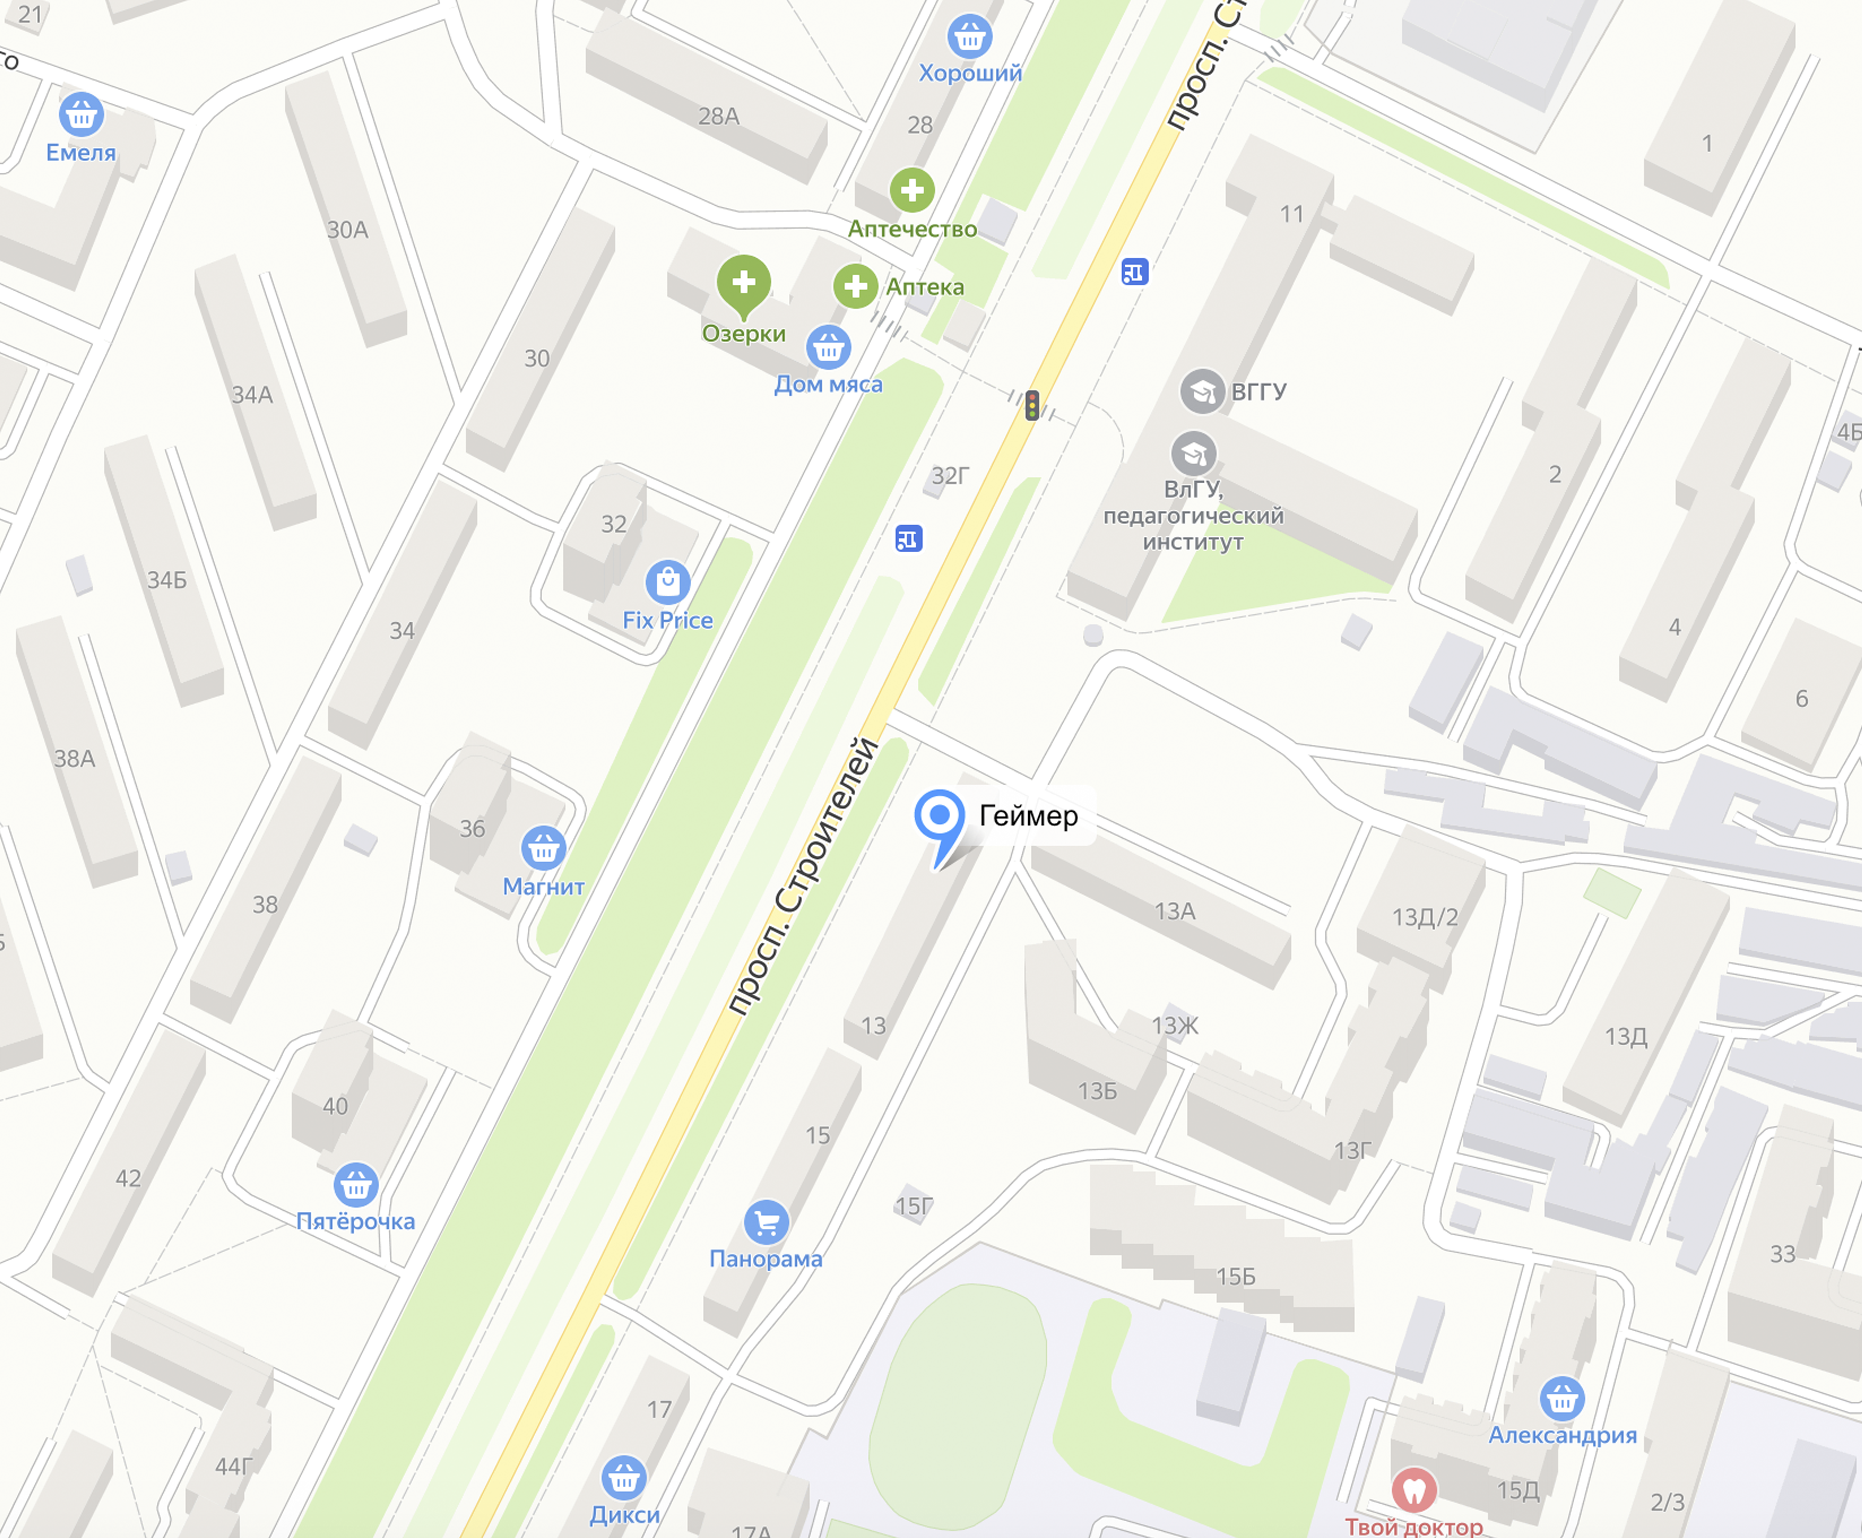 21
го
Емеля
28А
Хороший
28
просп. Ст
1
Аптечество
11
30А
Аптека
Озерки
Дом мяса
30
34А
ВГГУ
4Б
2
32Г
ВлГУ,
педагогический
институт
32
34Б
Fix Price
34
4
6
38А
просп. Строителей
Геймер
36
Магнит
38
13А
13Д/2
13
13Ж
13Д
13Б
40
15
13Г
42
15Г
Пятёрочка
Панорама
15Б
33
17
Александрия
44Г
Дикси
15Д
2/3
17А
Твой доктор